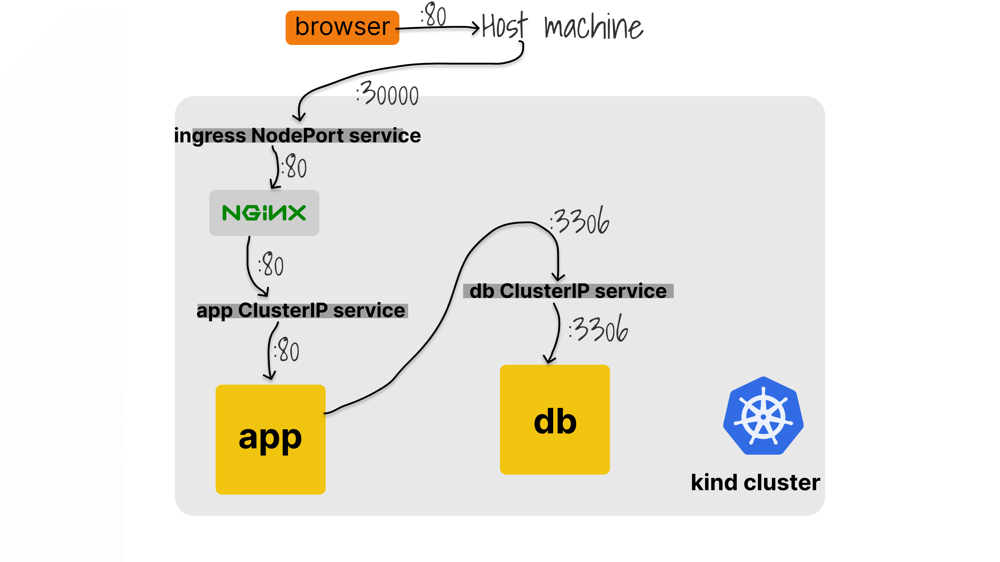 browser
:80
Host machine
:30000
ingress NodePort service
:80
NGINX
:80
app ClusterIP service
:80
app
:3306
db ClusterIP service
:3306
db
kind cluster